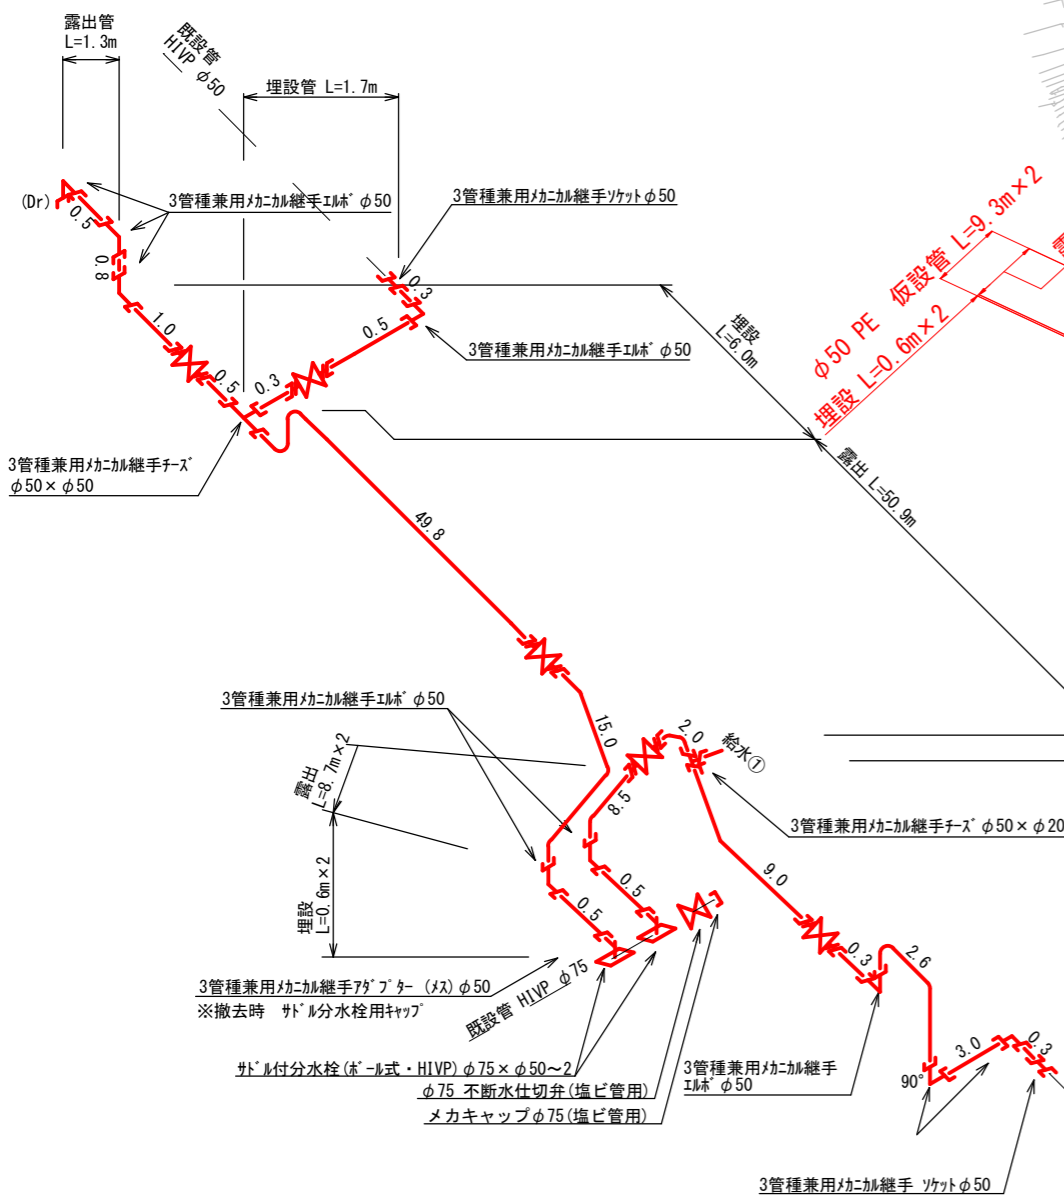 露出管
L=1.3m
既設管
HIVP φ50
埋設管 L=1.7m
(Dr)
0.5
3管種兼用ﾒｶﾆｶﾙ継手ｴﾙﾎﾞφ50
3管種兼用ﾒｶﾆｶﾙ継手ｿｹｯﾄφ50
0.8
0.3
1.0
0.5
3管種兼用ﾒｶﾆｶﾙ継手ｴﾙﾎﾞφ50
0.5
0.3
埋設
L=6.0m
φ50 PE 仮設管 L=9.3m×2
埋設 L=0.6m×2
3管種兼用ﾒｶﾆｶﾙ継手ﾁｰｽﾞ
φ50×φ50
露出 L=50.9m
49.8
3管種兼用ﾒｶﾆｶﾙ継手ｴﾙﾎﾞφ50
15.0
2.0
給水①
露出
L=8.7m×2
8.5
3管種兼用ﾒｶﾆｶﾙ継手ﾁｰｽﾞφ50×φ20
9.0
埋設
L=0.6m×2
0.5
0.5
0.3
2.6
3管種兼用ﾒｶﾆｶﾙ継手ｱﾀﾞﾌﾟﾀｰ (ﾒｽ)φ50
※撤去時 ｻﾄﾞﾙ分水栓用ｷｬｯﾌﾟ
既設管 HIVP φ75
ｻﾄﾞﾙ付分水栓(ﾎﾞｰﾙ式・HIVP)φ75×φ50～2
φ75 不断水仕切弁(塩ビ管用)
メカキャップφ75(塩ビ管用)
3管種兼用ﾒｶﾆｶﾙ継手
ｴﾙﾎﾞφ50
90°
3.0
0.3
3管種兼用ﾒｶﾆｶﾙ継手 ｿｹｯﾄφ50